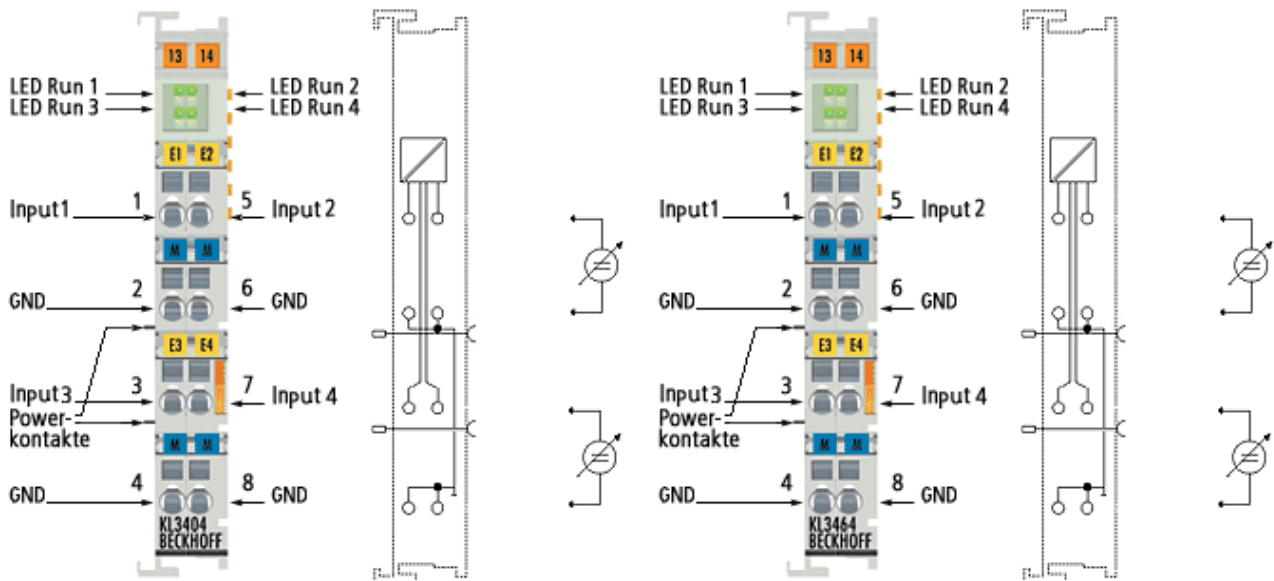 13 14
LED Run 1
LED Run 2
LED Run 3
LED Run 4
E1 E2
Input1
1
5
Input 2
M M
GND
2
6
GND
E3 E4
Input3
3
7
Input 4
Power-
kontakte
M M
GND
4
8
GND
KL3404
BECKHOFF
13 14
LED Run 1
LED Run 2
LED Run 3
LED Run 4
E1 E2
Input1
1
5
Input 2
M M
GND
2
6
GND
E3 E4
Input3
3
7
Input 4
Power-
kontakte
M M
GND
4
8
GND
KL3464
BECKHOFF